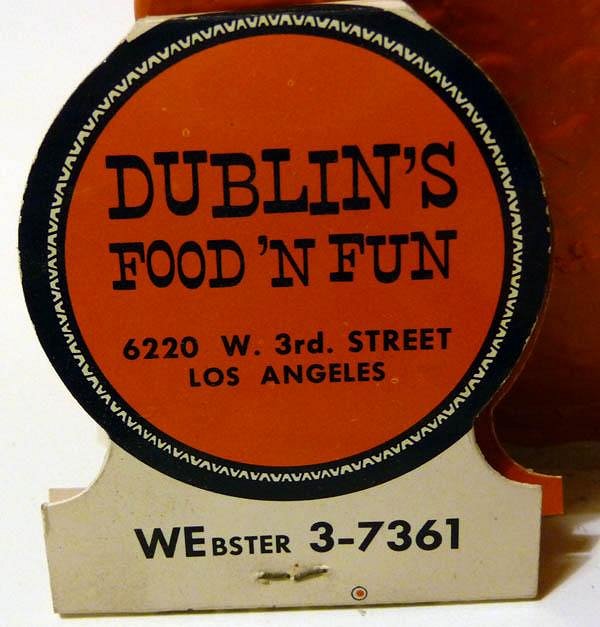 DUBLIN'S
FOOD 'N FUN
6220 W. 3rd. STREET
LOS ANGELES
WEBSTER 3-7361